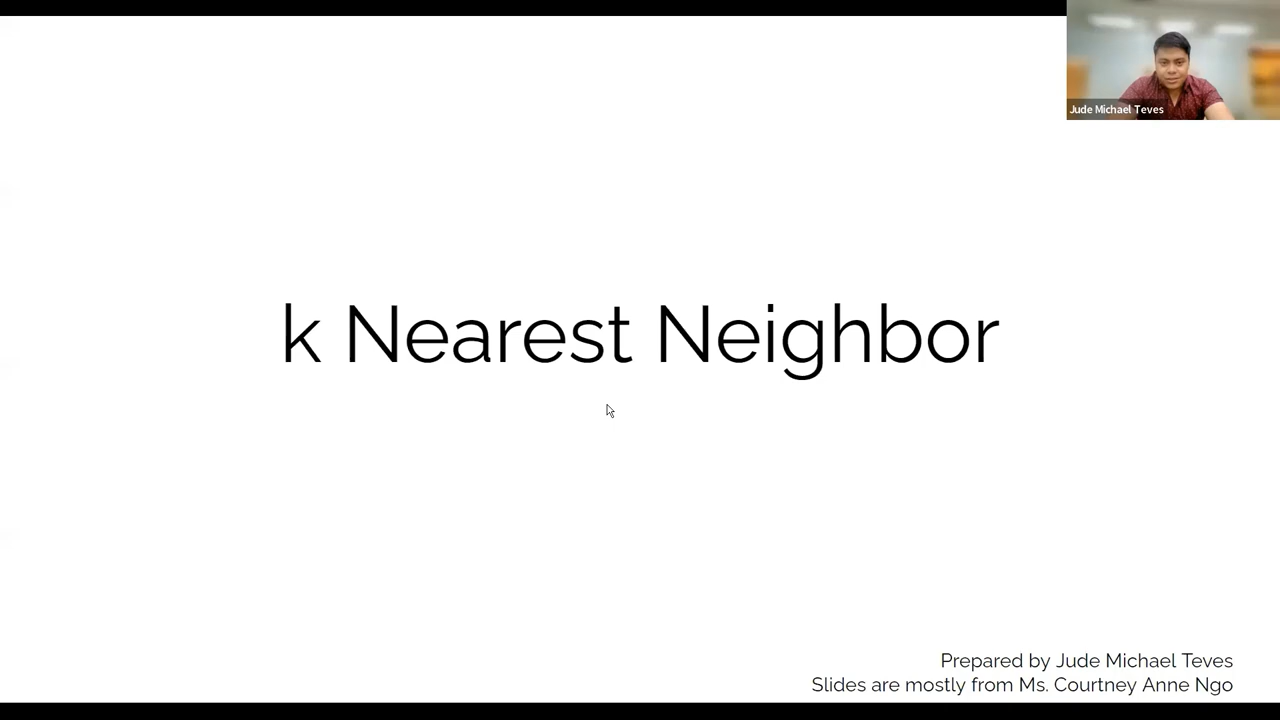 Jude Michael Teves
k Nearest Neighbor
Prepared by Jude Michael Teves
Slides are mostly from Ms. Courtney Anne Ngo